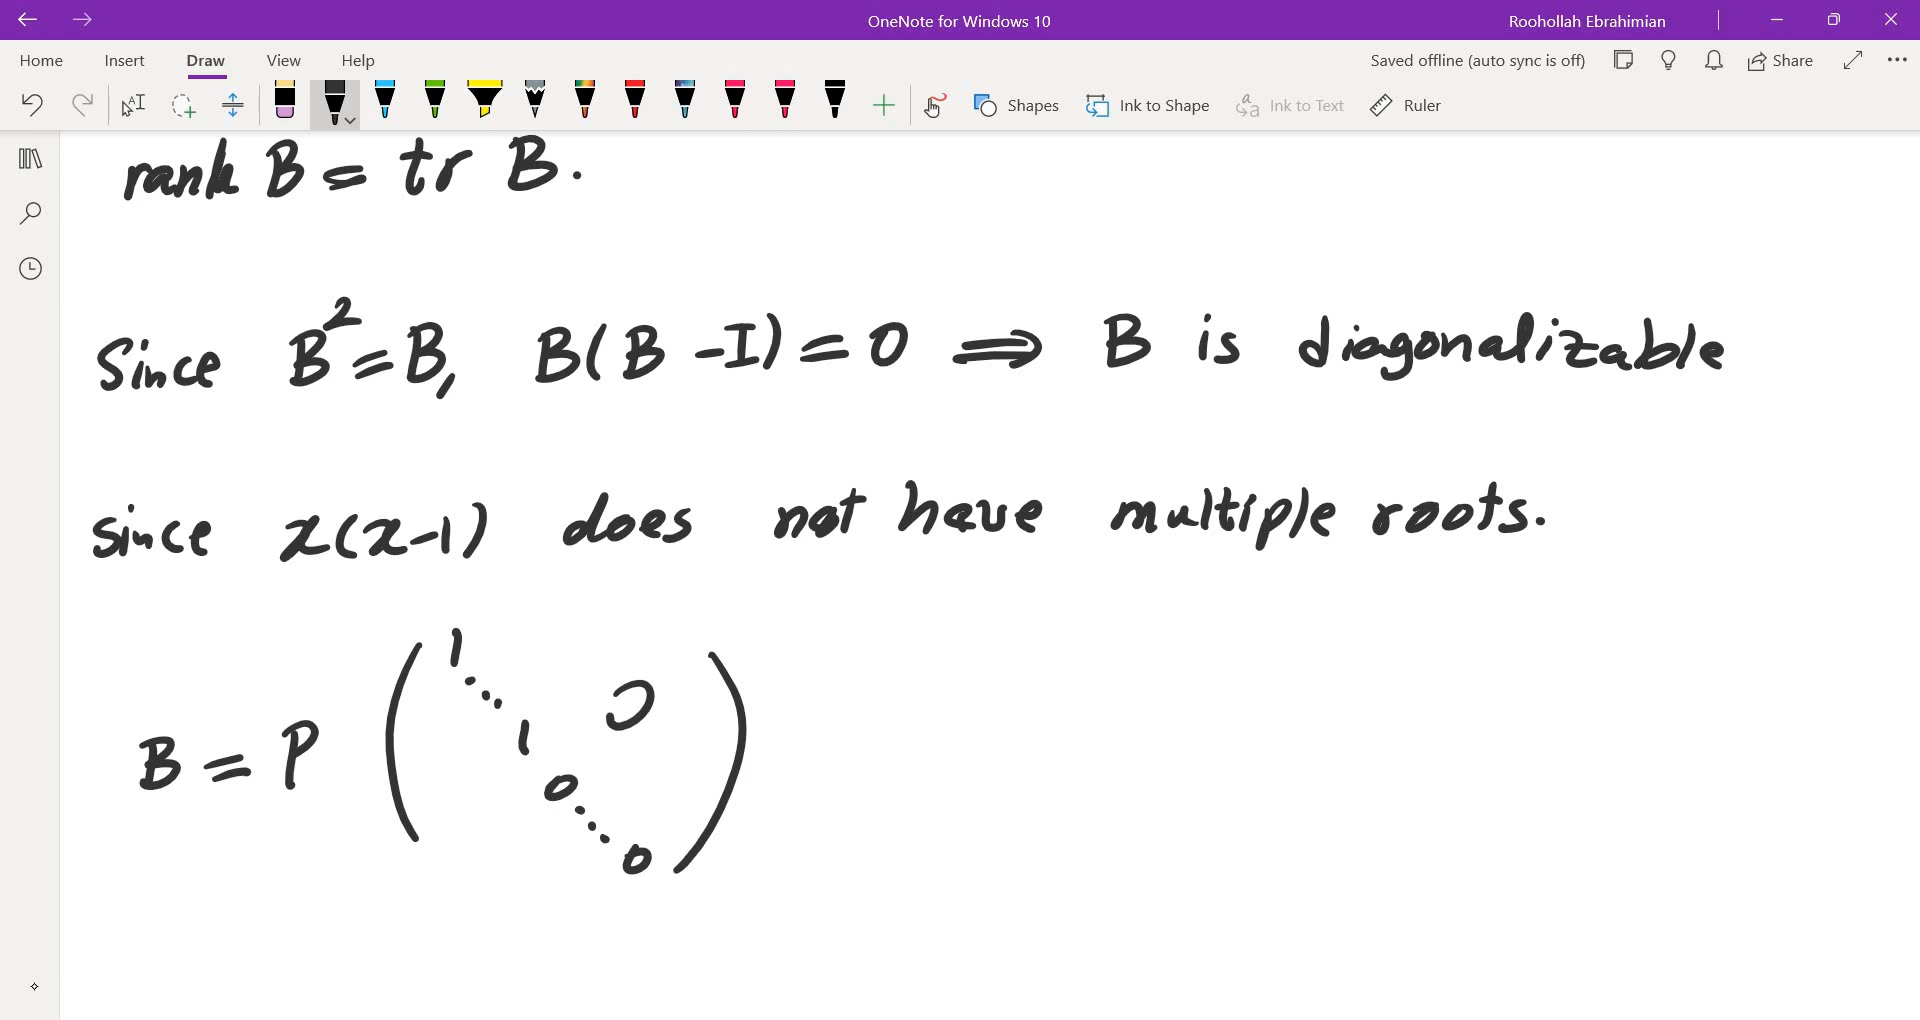 OneNote for Windows 10
Roohollah Ebrahimian
Home Insert Draw View Help
Saved offline (auto sync is off) Share
Shapes Ink to Shape Ink to Text Ruler
rank B = tr B.
Since B² = B, B(B - I) = 0 ⟹ B is diagonalizable
since x(x-1) does not have multiple roots.
B = P ( 1 ⋱ 1 0 ⋱ 0 0 )